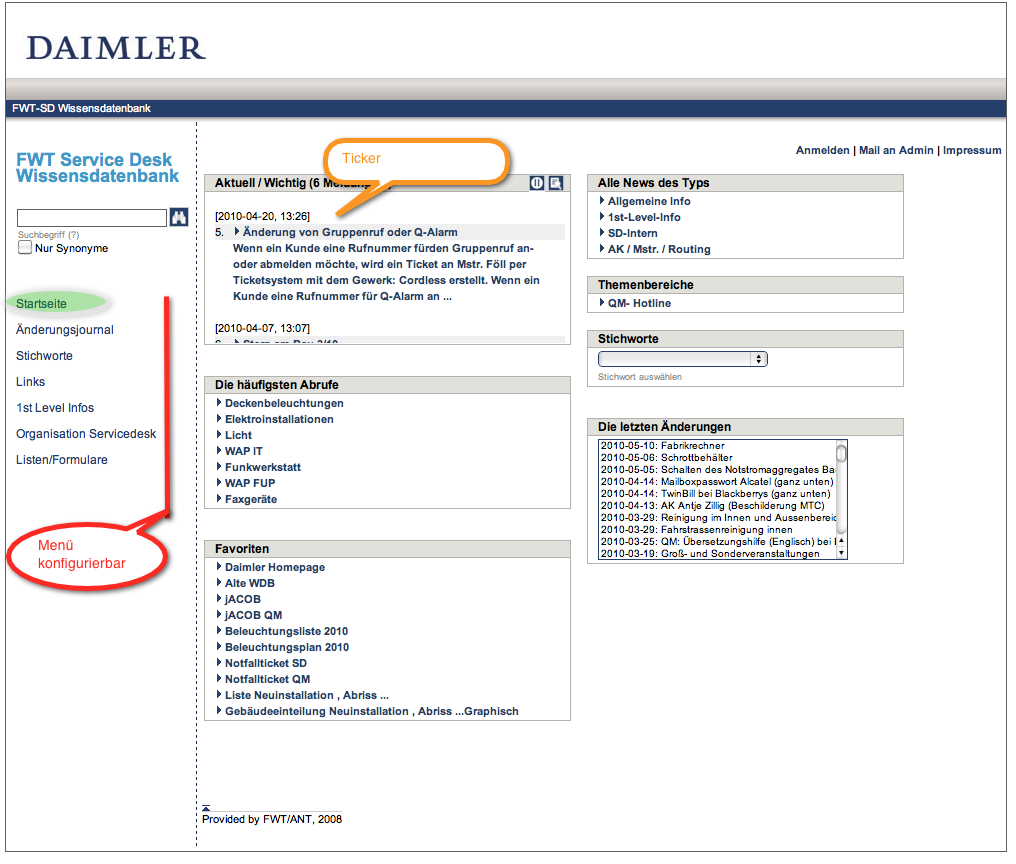 DAIMLER
FWT-SD Wissensdatenbank
Anmelden | Mail an Admin | Impressum
FWT Service Desk
Wissensdatenbank
Suchbegriff (?)
Nur Synonyme
Startseite
Änderungsjournal
Stichworte
Links
1st Level Infos
Organisation Servicedesk
Listen/Formulare
Menü
konfigurierbar
Ticker
Aktuell / Wichtig (6 Meldung
[2010-04-20, 13:26]
5. Änderung von Gruppenruf oder Q-Alarm
Wenn ein Kunde eine Rufnummer fürden Gruppenruf an-
oder abmelden möchte, wird ein Ticket an Mstr. Föll per
Ticketsystem mit dem Gewerk: Cordless erstellt. Wenn ein
Kunde eine Rufnummer für Q-Alarm an ...
[2010-04-07, 13:07]
Die häufigsten Abrufe
Deckenbeleuchtungen
Elektroinstallationen
Licht
WAP IT
Funkwerkstatt
WAP FUP
Faxgeräte
Favoriten
Daimler Homepage
Alte WDB
jACOB
jACOB QM
Beleuchtungsliste 2010
Beleuchtungsplan 2010
Notfallticket SD
Notfallticket QM
Liste Neuinstallation , Abriss ...
Gebäudeeinteilung Neuinstallation , Abriss ...Graphisch
Alle News des Typs
Allgemeine Info
1st-Level-Info
SD-Intern
AK / Mstr. / Routing
Themenbereiche
QM- Hotline
Stichworte
Stichwort auswählen
Die letzten Änderungen
2010-05-10: Fabrikrechner
2010-05-06: Schrottbehälter
2010-05-05: Schalten des Notstromaggregates Ba
2010-04-14: Mailboxpasswort Alcatel (ganz unten)
2010-04-14: TwinBill bei Blackberrys (ganz unten)
2010-04-13: AK Antje Zillig (Beschilderung MTC)
2010-03-29: Reinigung im Innen und Aussenbereic
2010-03-29: Fahrstrassenreinigung innen
2010-03-25: QM: Übersetzungshilfe (Englisch) bei
2010-03-19: Groß- und Sonderveranstaltungen
Provided by FWT/ANT, 2008